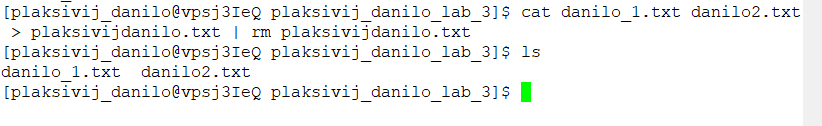 [plaksivij_danilo@vpsj3IeQ plaksivij_danilo_lab_3]$ cat danilo_1.txt danilo2.txt
 > plaksivijdanilo.txt | rm plaksivijdanilo.txt
[plaksivij_danilo@vpsj3IeQ plaksivij_danilo_lab_3]$ ls
danilo_1.txt  danilo2.txt
[plaksivij_danilo@vpsj3IeQ plaksivij_danilo_lab_3]$